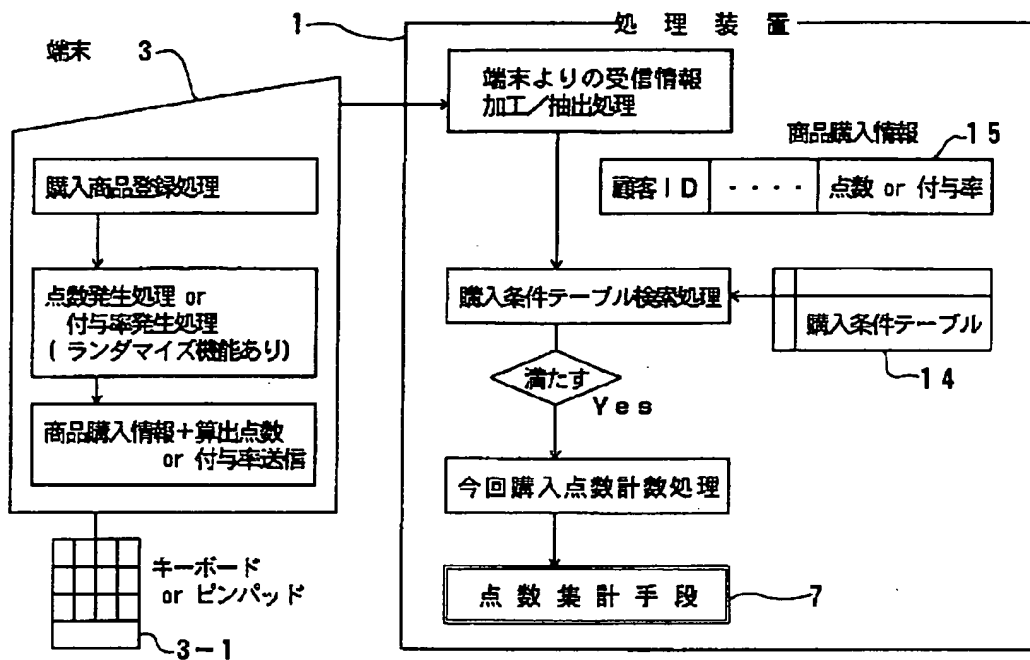 端末 3
購入商品登録処理
点数発生処理 or
付与率発生処理
(ランダマイズ機能あり)
商品購入情報+算出点数
or 付与率送信
キーボード
or ピンパッド
3-1
1
処理装置
端末よりの受信情報
加工/抽出処理
商品購入情報
15
顧客ID ・・・・ 点数 or 付与率
購入条件テーブル検索処理
購入条件テーブル
14
満たす
Yes
今回購入点数計数処理
点数集計手段
7